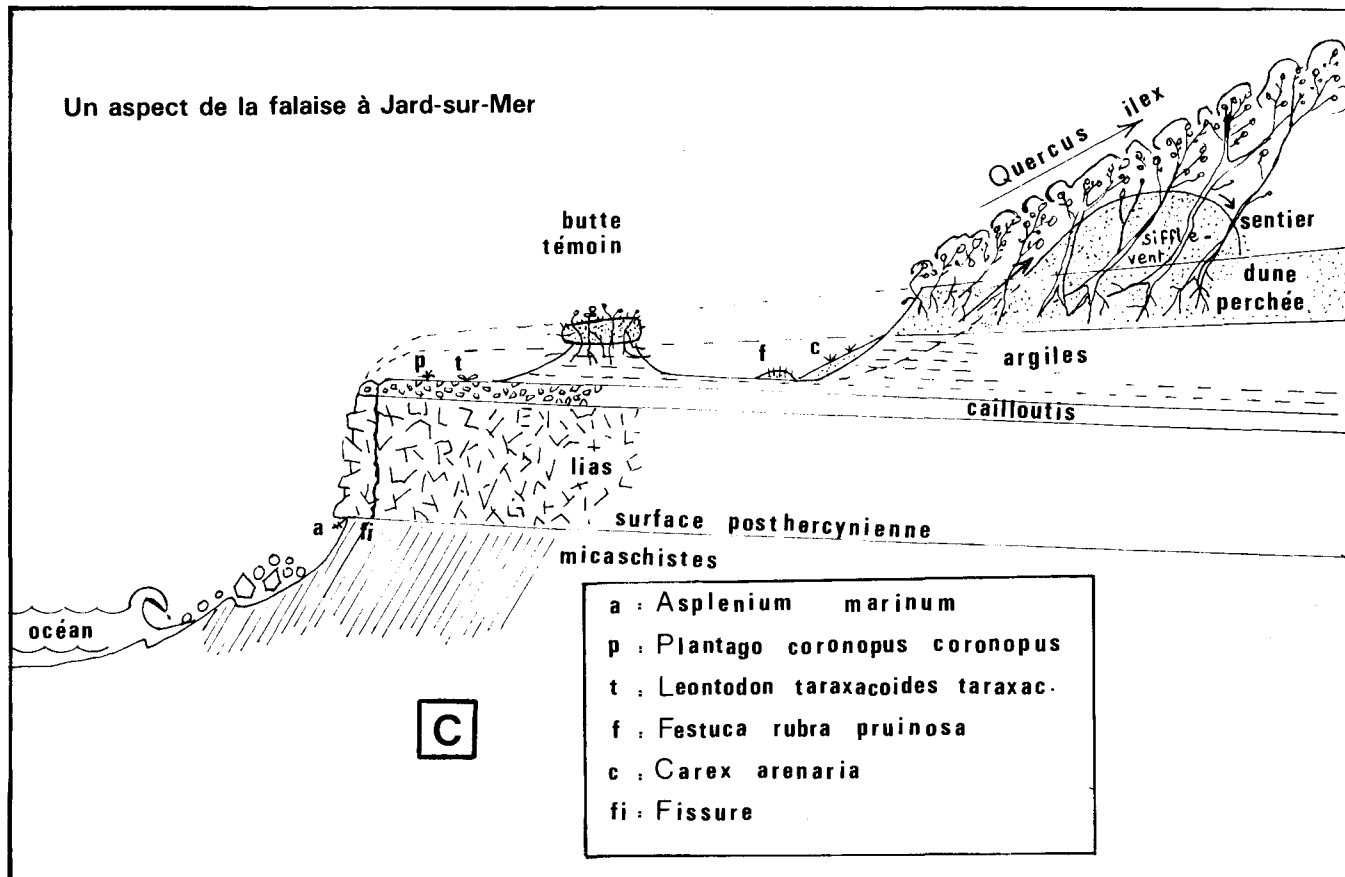 Un aspect de la falaise à Jard-sur-Mer
Quercus ilex
butte
témoin
siffle-
vent
sentier
dune
perchée
p t
f c
argiles
cailloutis
lias
a fi
surface posthercynienne
micaschistes
océan
C
a : Asplenium marinum
p : Plantago coronopus coronopus
t : Leontodon taraxacoides taraxac.
f : Festuca rubra pruinosa
c : Carex arenaria
fi : Fissure